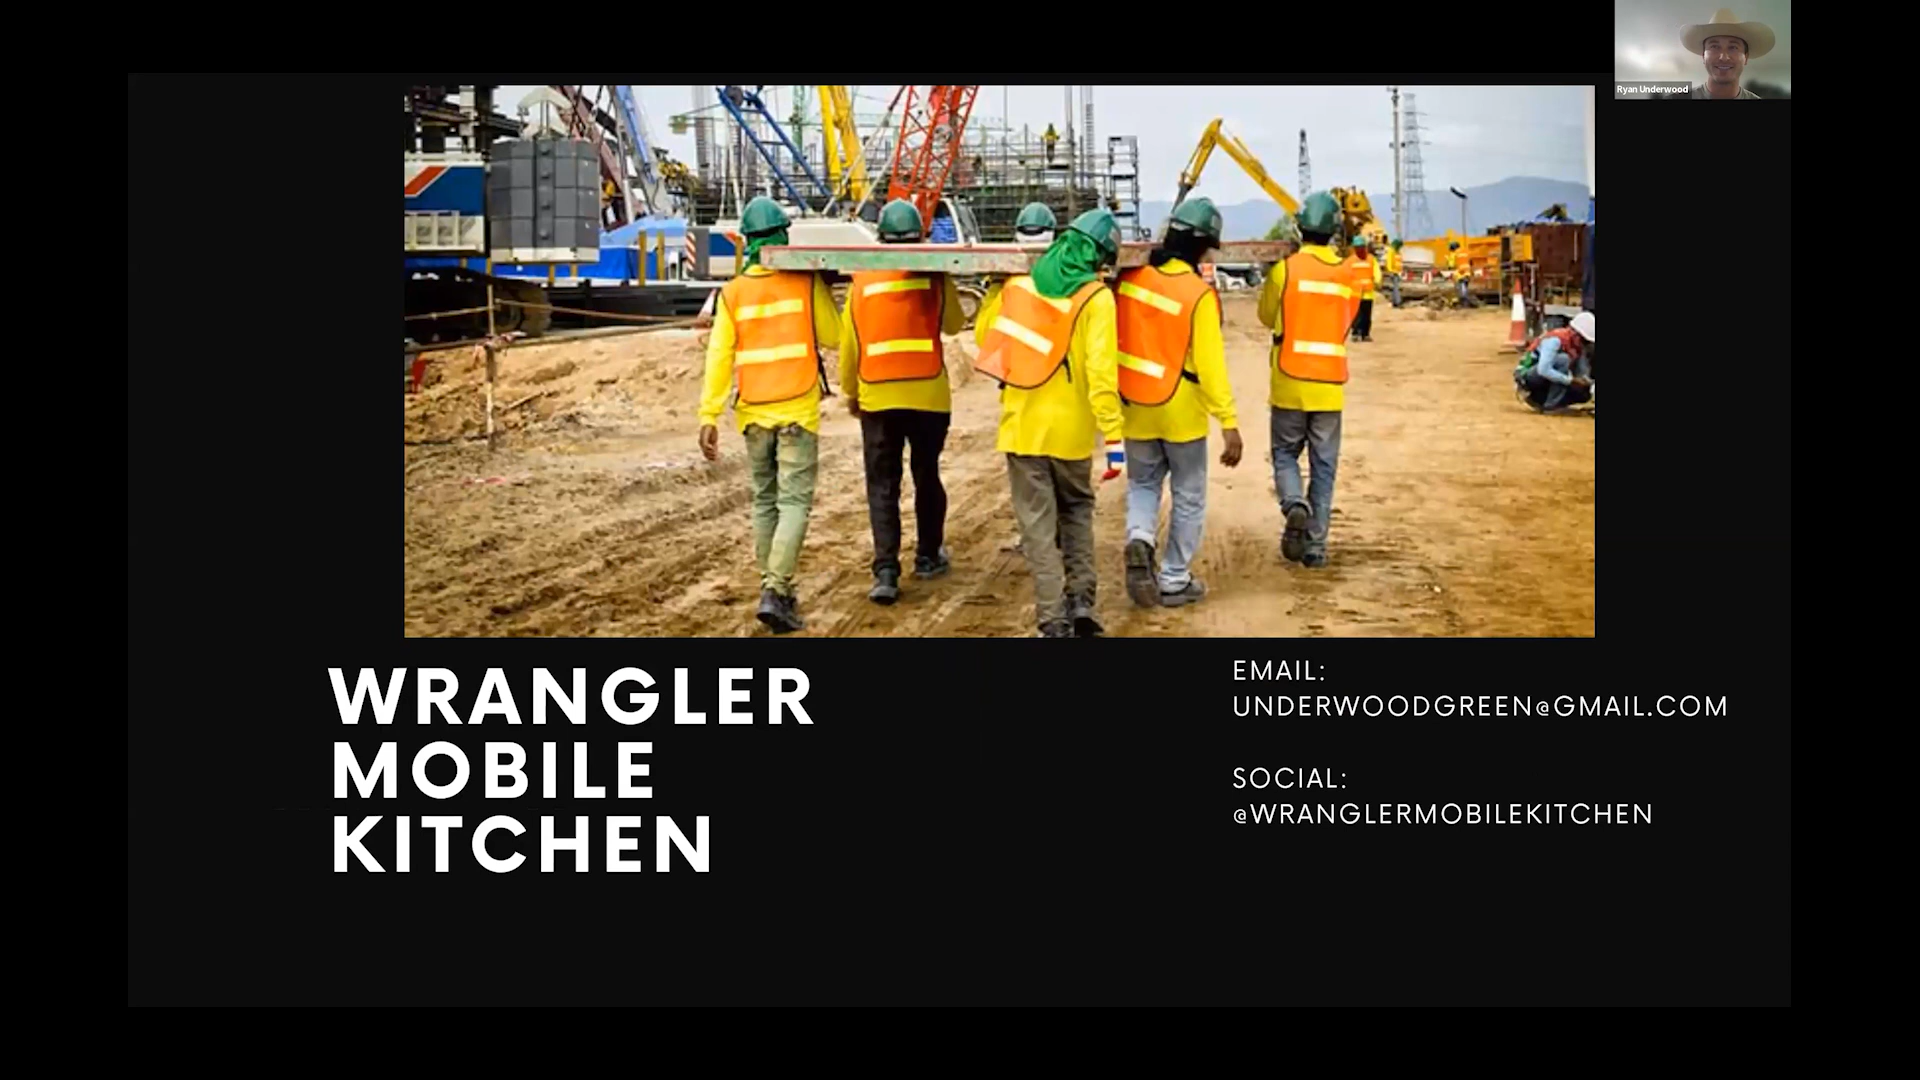 Ryan Underwood
WRANGLER
MOBILE
KITCHEN
EMAIL:
UNDERWOODGREEN@GMAIL.COM
SOCIAL:
@WRANGLERMOBILEKITCHEN